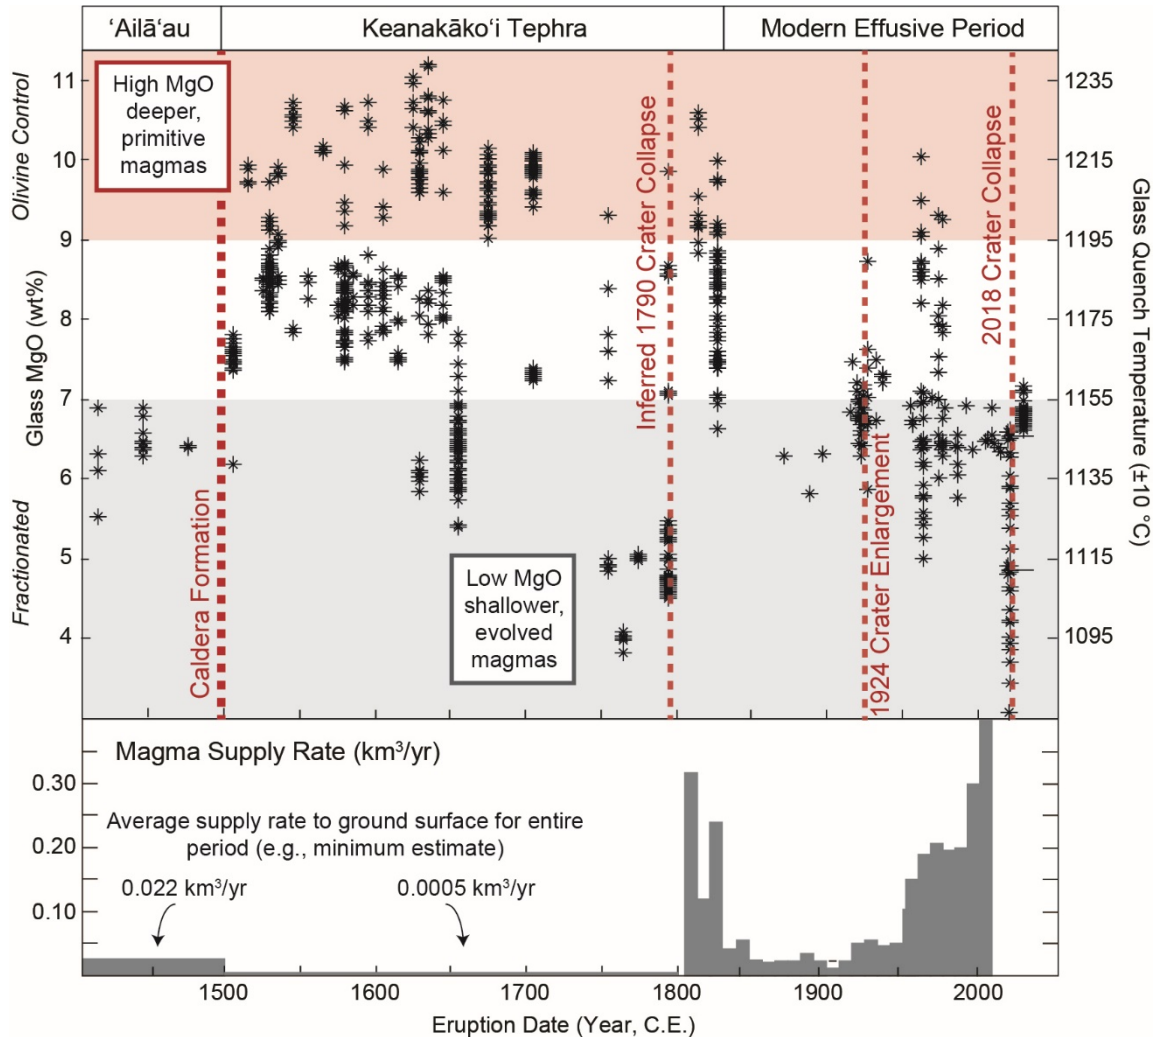 ʻAilāʻau
Keanakākoʻi Tephra
Modern Effusive Period
Olivine Control
Glass MgO (wt%)
Fractionated
11
10
9
8
7
6
5
4
High MgO
deeper,
primitive
magmas
Low MgO
shallower,
evolved
magmas
Caldera Formation
Inferred 1790 Crater Collapse
1924 Crater Enlargement
2018 Crater Collapse
1235
1215
1195
1175
1155
1135
1115
1095
Glass Quench Temperature (±10 °C)
Magma Supply Rate (km³/yr)
Average supply rate to ground surface for entire
period (e.g., minimum estimate)
0.022 km³/yr
0.0005 km³/yr
0.30
0.20
0.10
1500
1600
1700
1800
1900
2000
Eruption Date (Year, C.E.)